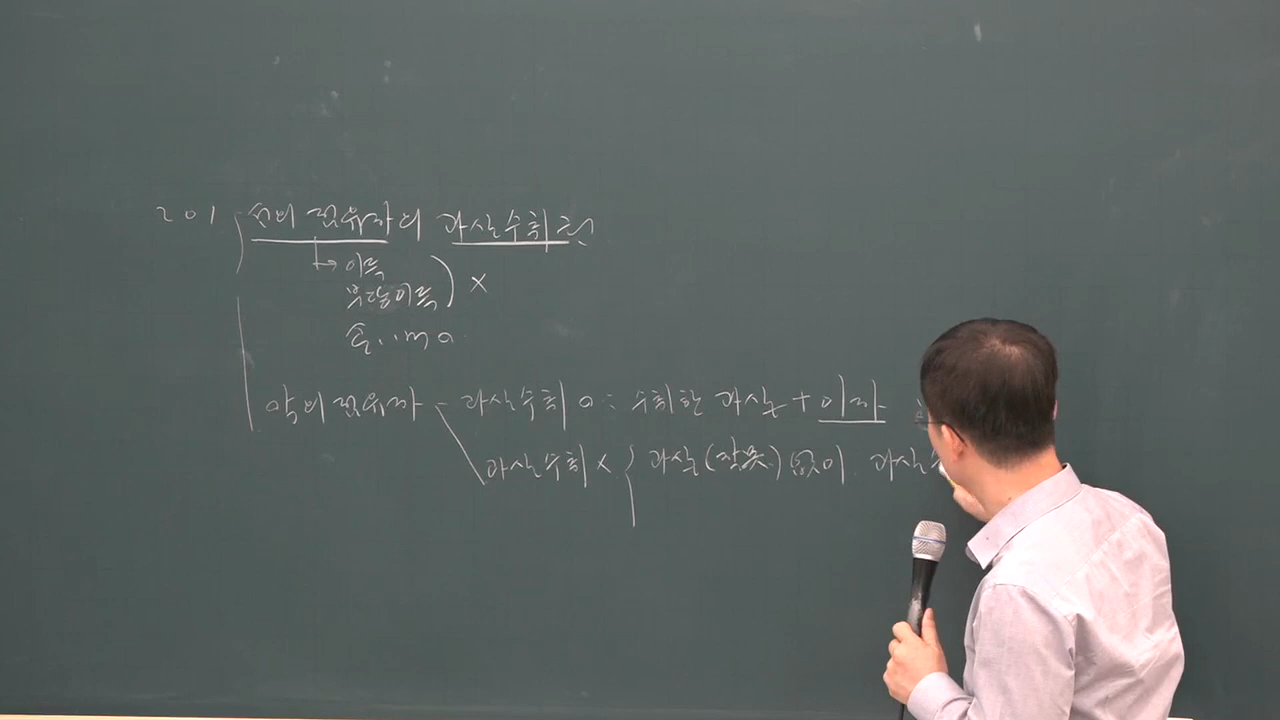 201 선의 점유자의 과실수취권
→ 이득
부당이득 ) ×
손
악의 점유자 - 과실수취 o : 수취한 과실 + 이자
과실수취 × 과실(잘못) 없이 과실